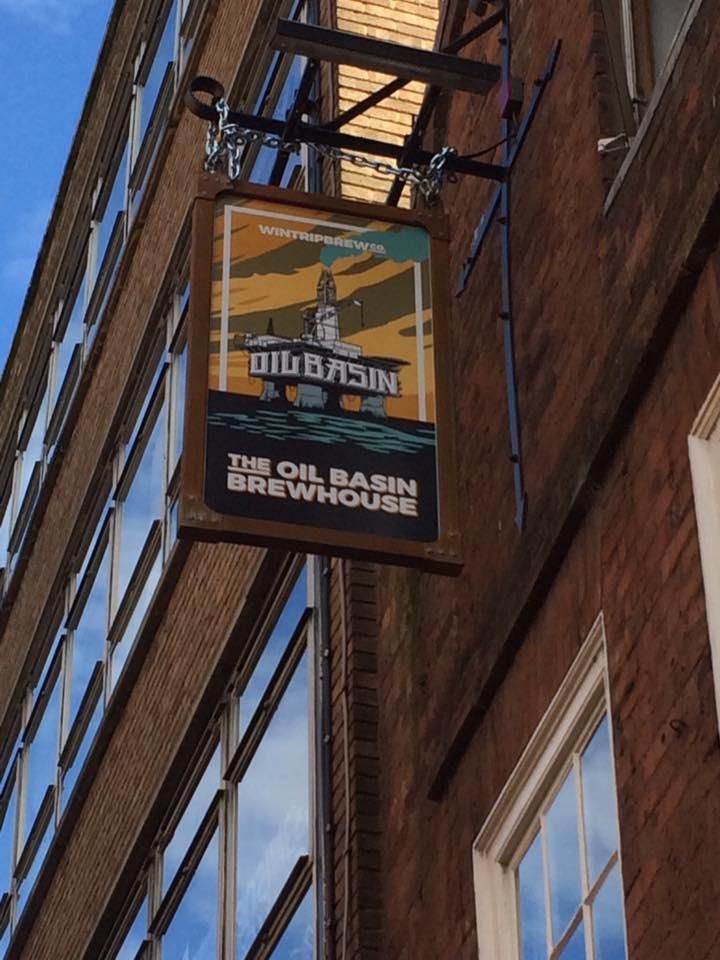 WINTRIPBREWCO.
OIL BASIN
THE OIL BASIN
BREWHOUSE